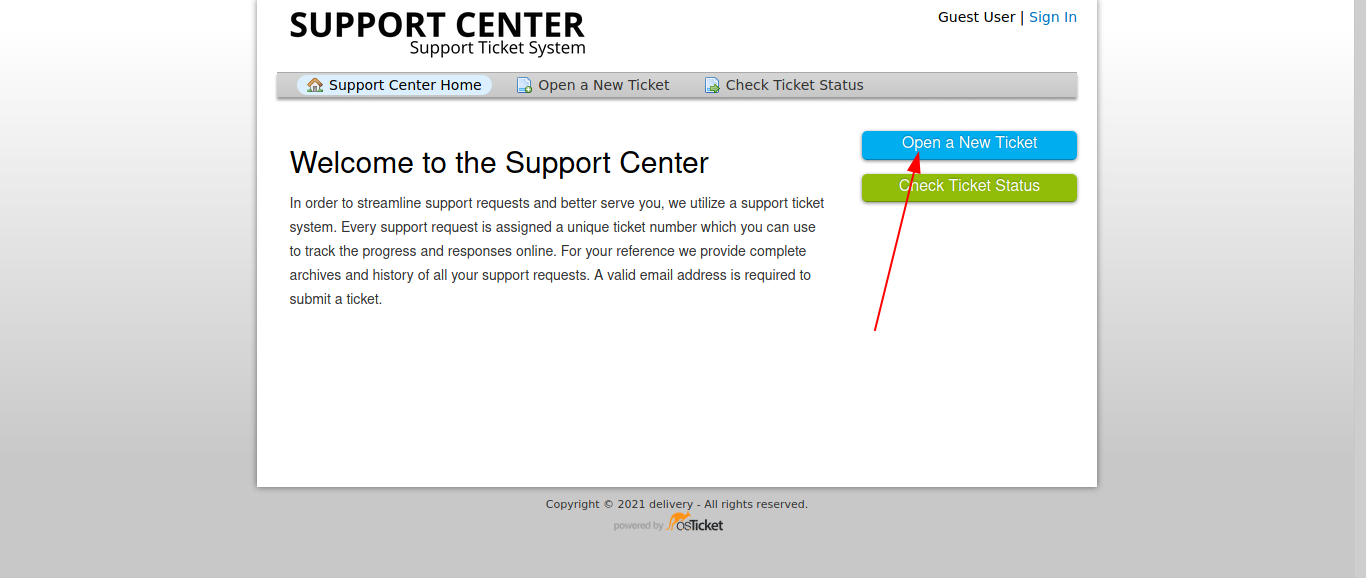 SUPPORT CENTER
Support Ticket System
Guest User | Sign In
Support Center Home
Open a New Ticket
Check Ticket Status
Open a New Ticket
Check Ticket Status
Welcome to the Support Center
In order to streamline support requests and better serve you, we utilize a support ticket
system. Every support request is assigned a unique ticket number which you can use
to track the progress and responses online. For your reference we provide complete
archives and history of all your support requests. A valid email address is required to
submit a ticket.
Copyright © 2021 delivery - All rights reserved.
powered by osTicket